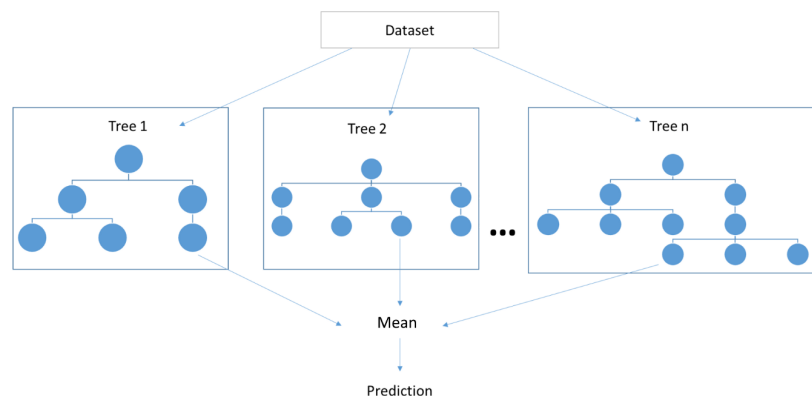 Dataset
Tree 1
Tree 2
Tree n
...
Mean
Prediction